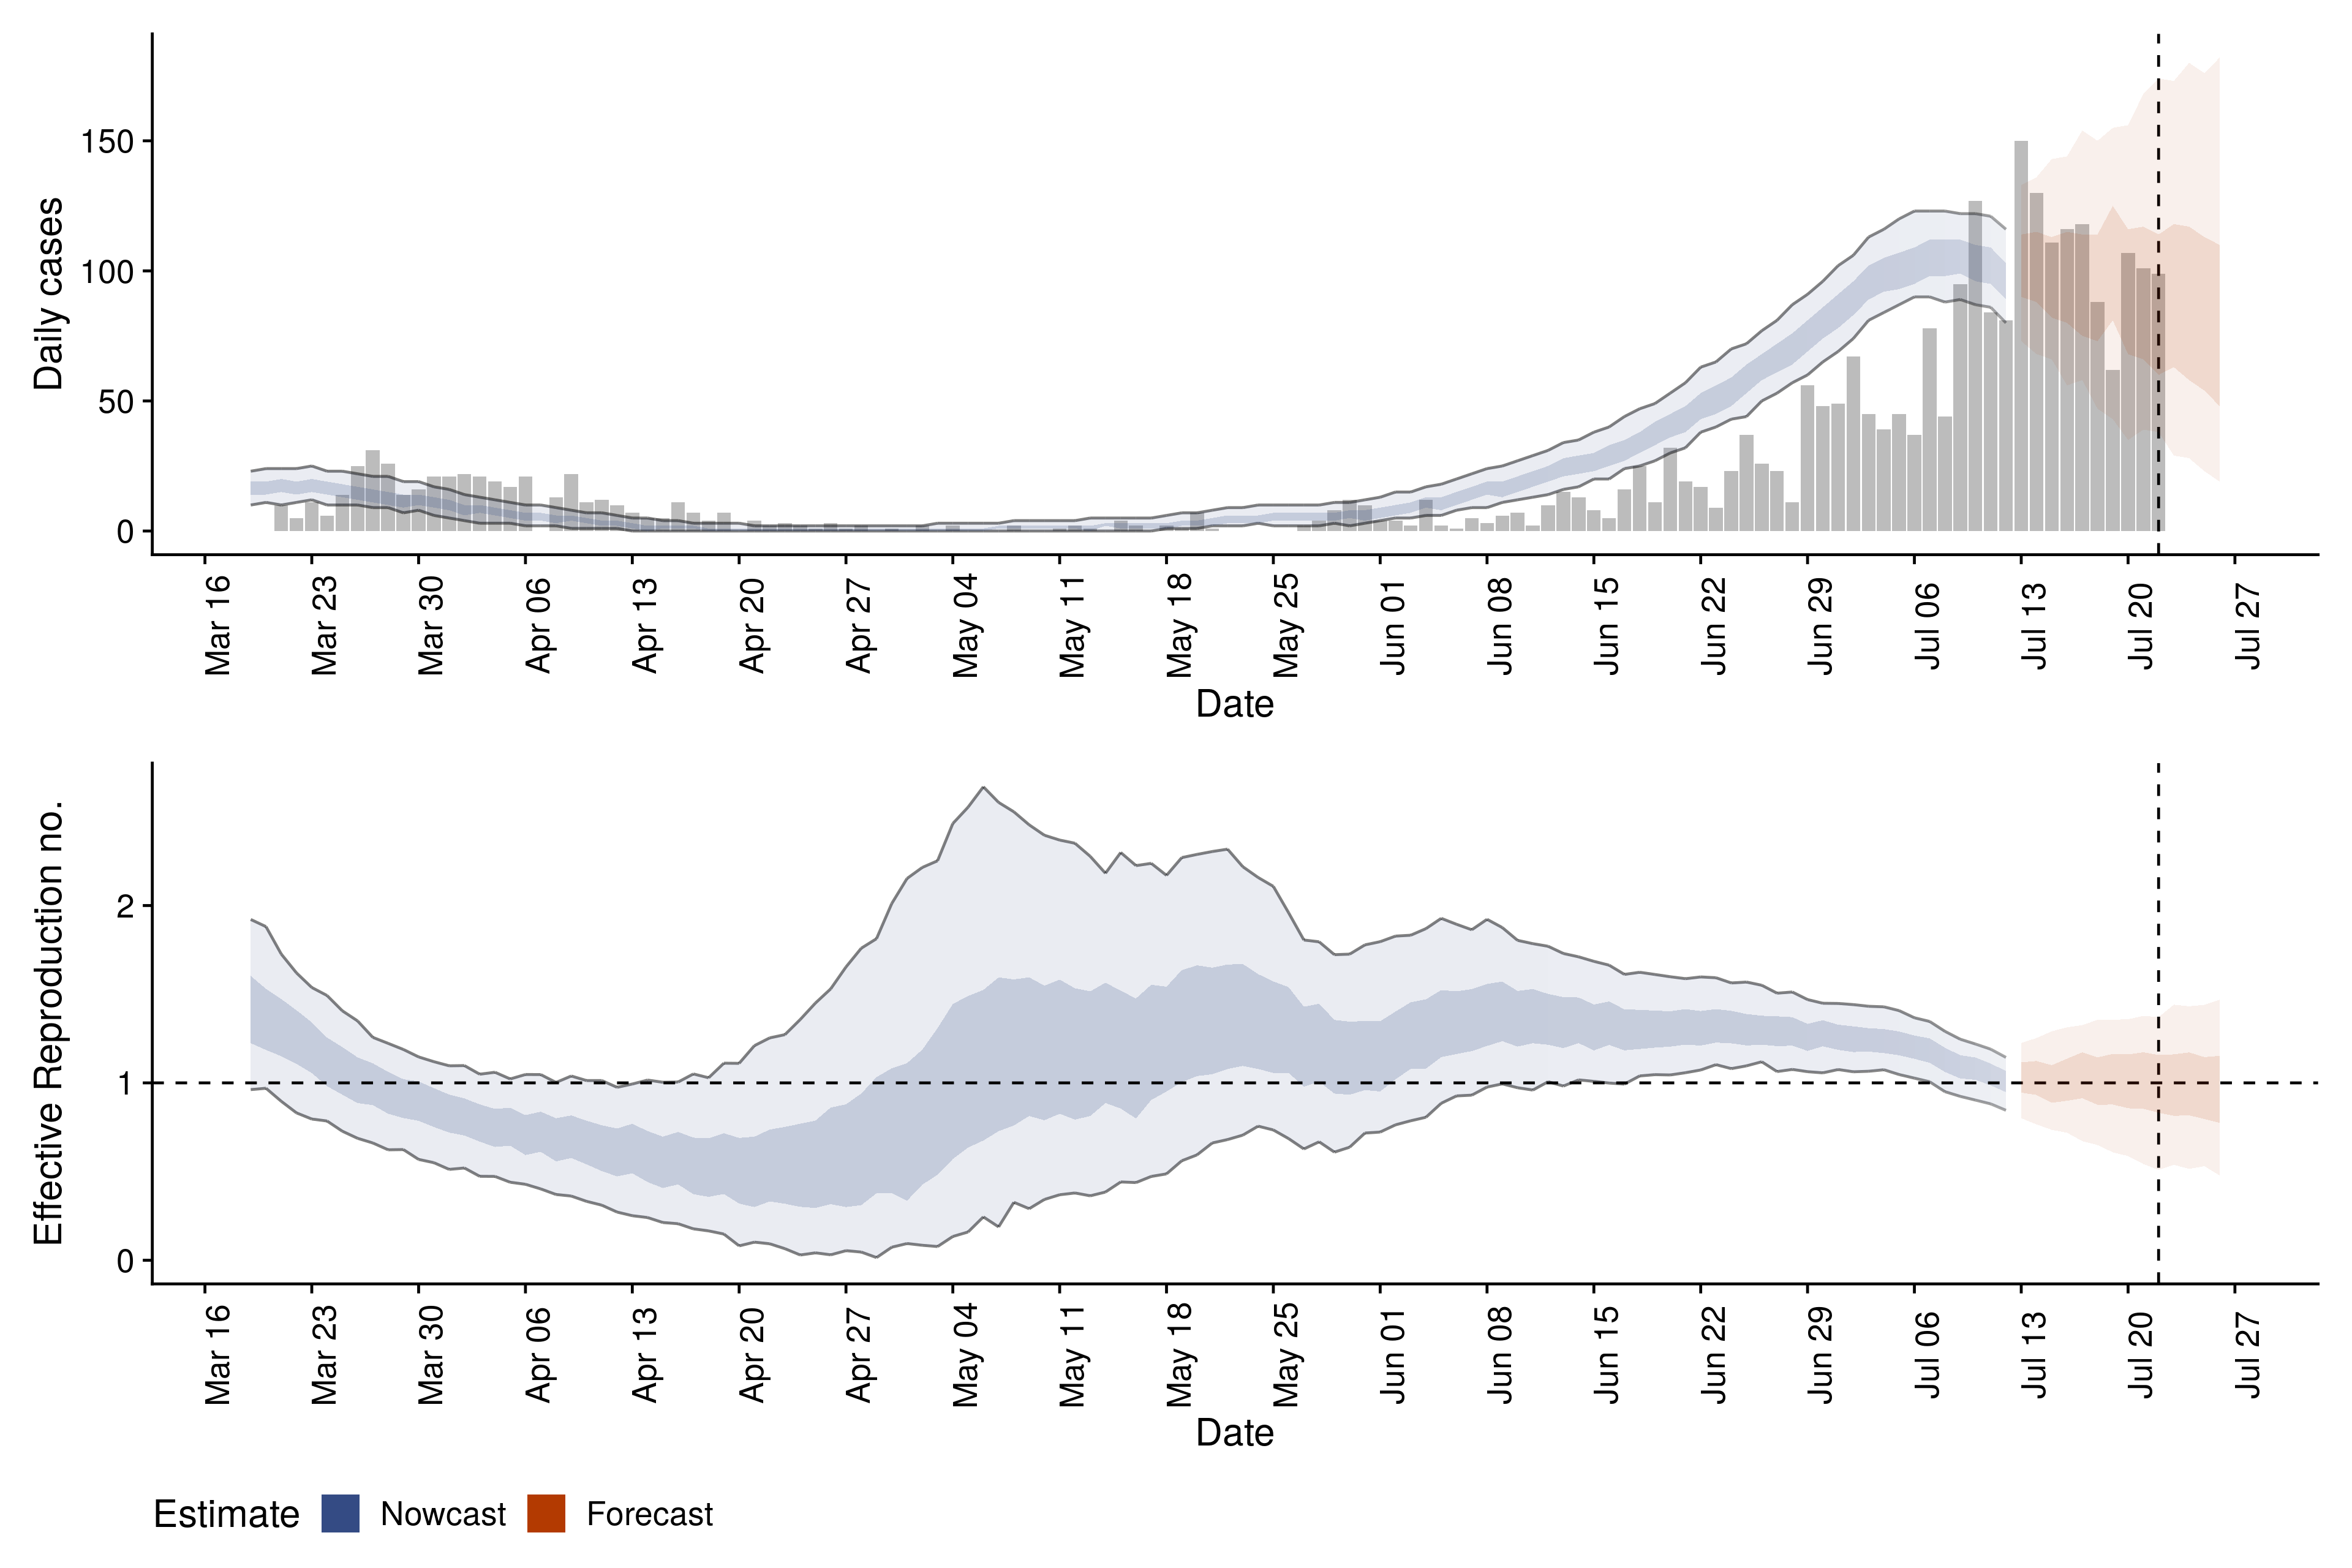 Daily cases
150
100
50
0
Mar 16
Mar 23
Mar 30
Apr 06
Apr 13
Apr 20
Apr 27
May 04
May 11
May 18
May 25
Jun 01
Jun 08
Jun 15
Jun 22
Jun 29
Jul 06
Jul 13
Jul 20
Jul 27
Date
Effective Reproduction no.
2
1
0
Mar 16
Mar 23
Mar 30
Apr 06
Apr 13
Apr 20
Apr 27
May 04
May 11
May 18
May 25
Jun 01
Jun 08
Jun 15
Jun 22
Jun 29
Jul 06
Jul 13
Jul 20
Jul 27
Date
Estimate Nowcast Forecast